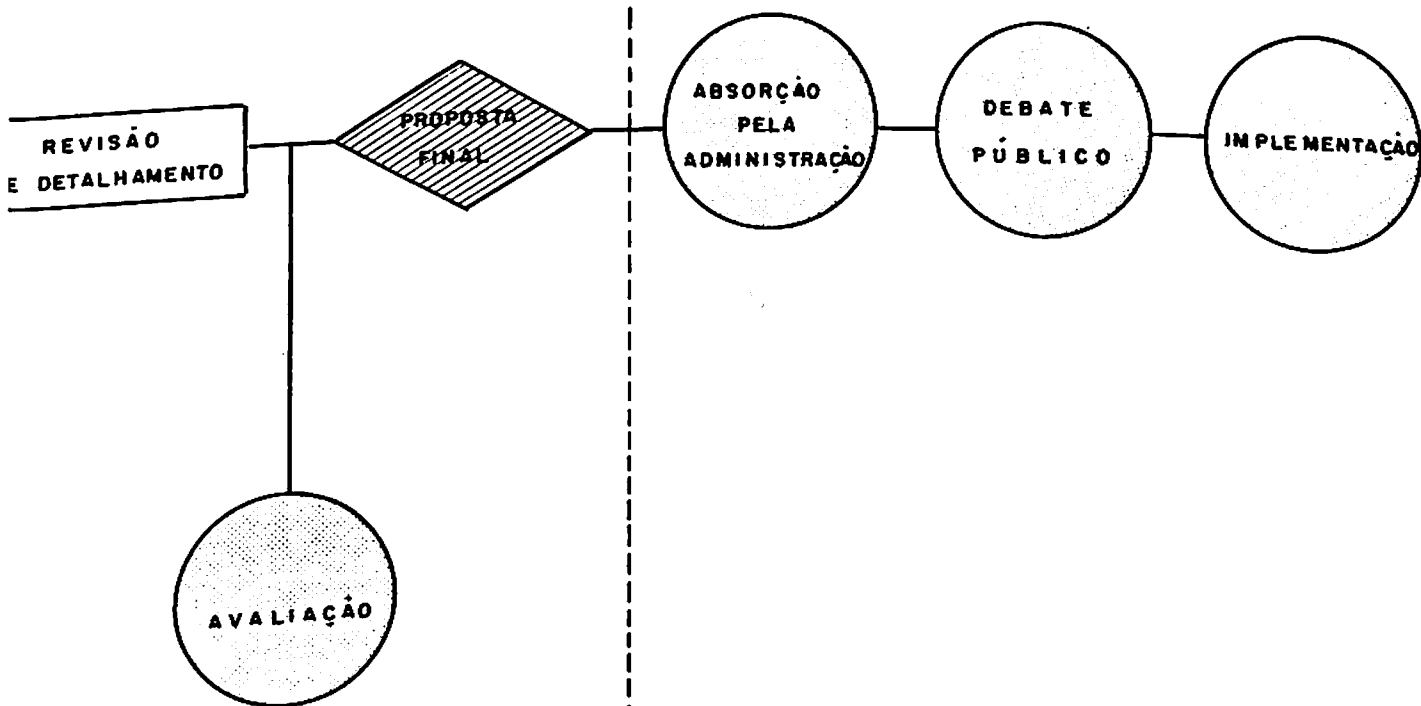 REVISÃO
E DETALHAMENTO
PROPOSTA
FINAL
ABSORÇÃO
PELA
ADMINISTRAÇÃO
DEBATE
PÚBLICO
IMPLEMENTAÇÃO
AVALIAÇÃO